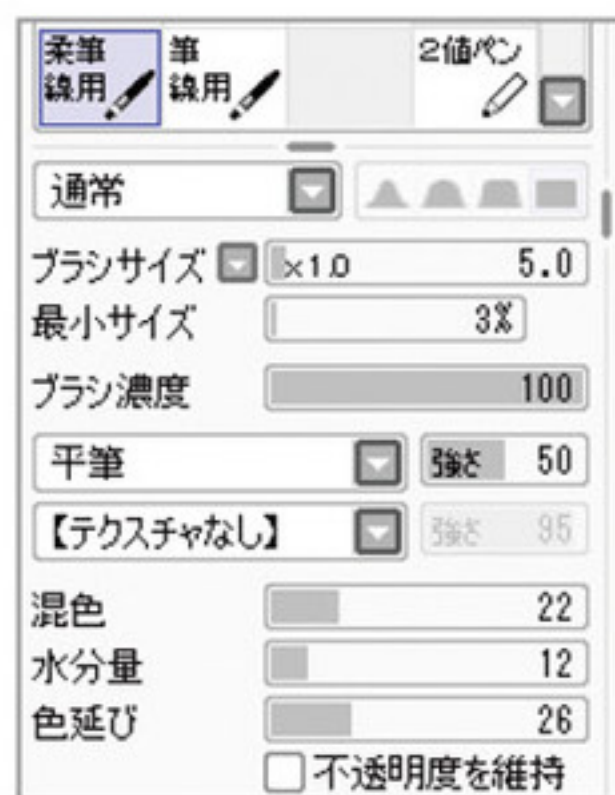 柔筆
線用
筆
線用
2値ペン
通常
ブラシサイズ ×1.0 5.0
最小サイズ 3%
ブラシ濃度 100
平筆 強さ 50
【テクスチャなし】 強さ 95
混色 22
水分量 12
色延び 26
不透明度を維持